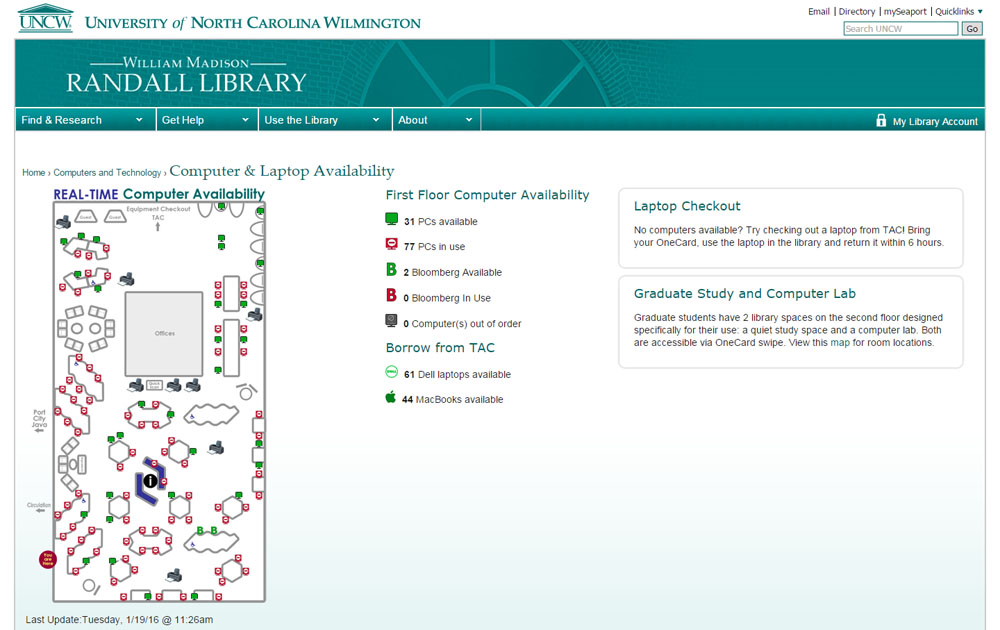 UNCW
UNIVERSITY of NORTH CAROLINA WILMINGTON
Email | Directory | mySeaport | Quicklinks
Search UNCW
Go
WILLIAM MADISON
RANDALL LIBRARY
Find & Research
Get Help
Use the Library
About
My Library Account
Home › Computers and Technology › Computer & Laptop Availability
REAL-TIME Computer Availability
Equipment Checkout
TAC
Guest
Guest
Offices
Quick
Port
City
Java
Circulation
i
B B
You
are
Here
Last Update:Tuesday, 1/19/16 @ 11:26am
First Floor Computer Availability
31 PCs available
77 PCs in use
B 2 Bloomberg Available
B 0 Bloomberg In Use
0 Computer(s) out of order
Borrow from TAC
61 Dell laptops available
44 MacBooks available
Laptop Checkout
No computers available? Try checking out a laptop from TAC! Bring
your OneCard, use the laptop in the library and return it within 6 hours.
Graduate Study and Computer Lab
Graduate students have 2 library spaces on the second floor designed
specifically for their use: a quiet study space and a computer lab. Both
are accessible via OneCard swipe. View this map for room locations.